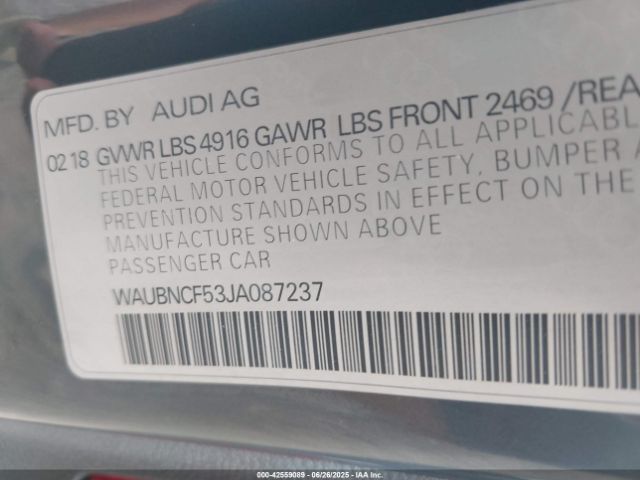 MFD. BY AUDI AG
02 18 GVWR LBS 4916 GAWR LBS FRONT 2469 /REA
THIS VEHICLE CONFORMS TO ALL APPLICABL
FEDERAL MOTOR VEHICLE SAFETY, BUMPER A
PREVENTION STANDARDS IN EFFECT ON THE
MANUFACTURE SHOWN ABOVE
PASSENGER CAR
WAUBNCF53JA087237
000-42559089 - 06/26/2025 - IAA Inc.